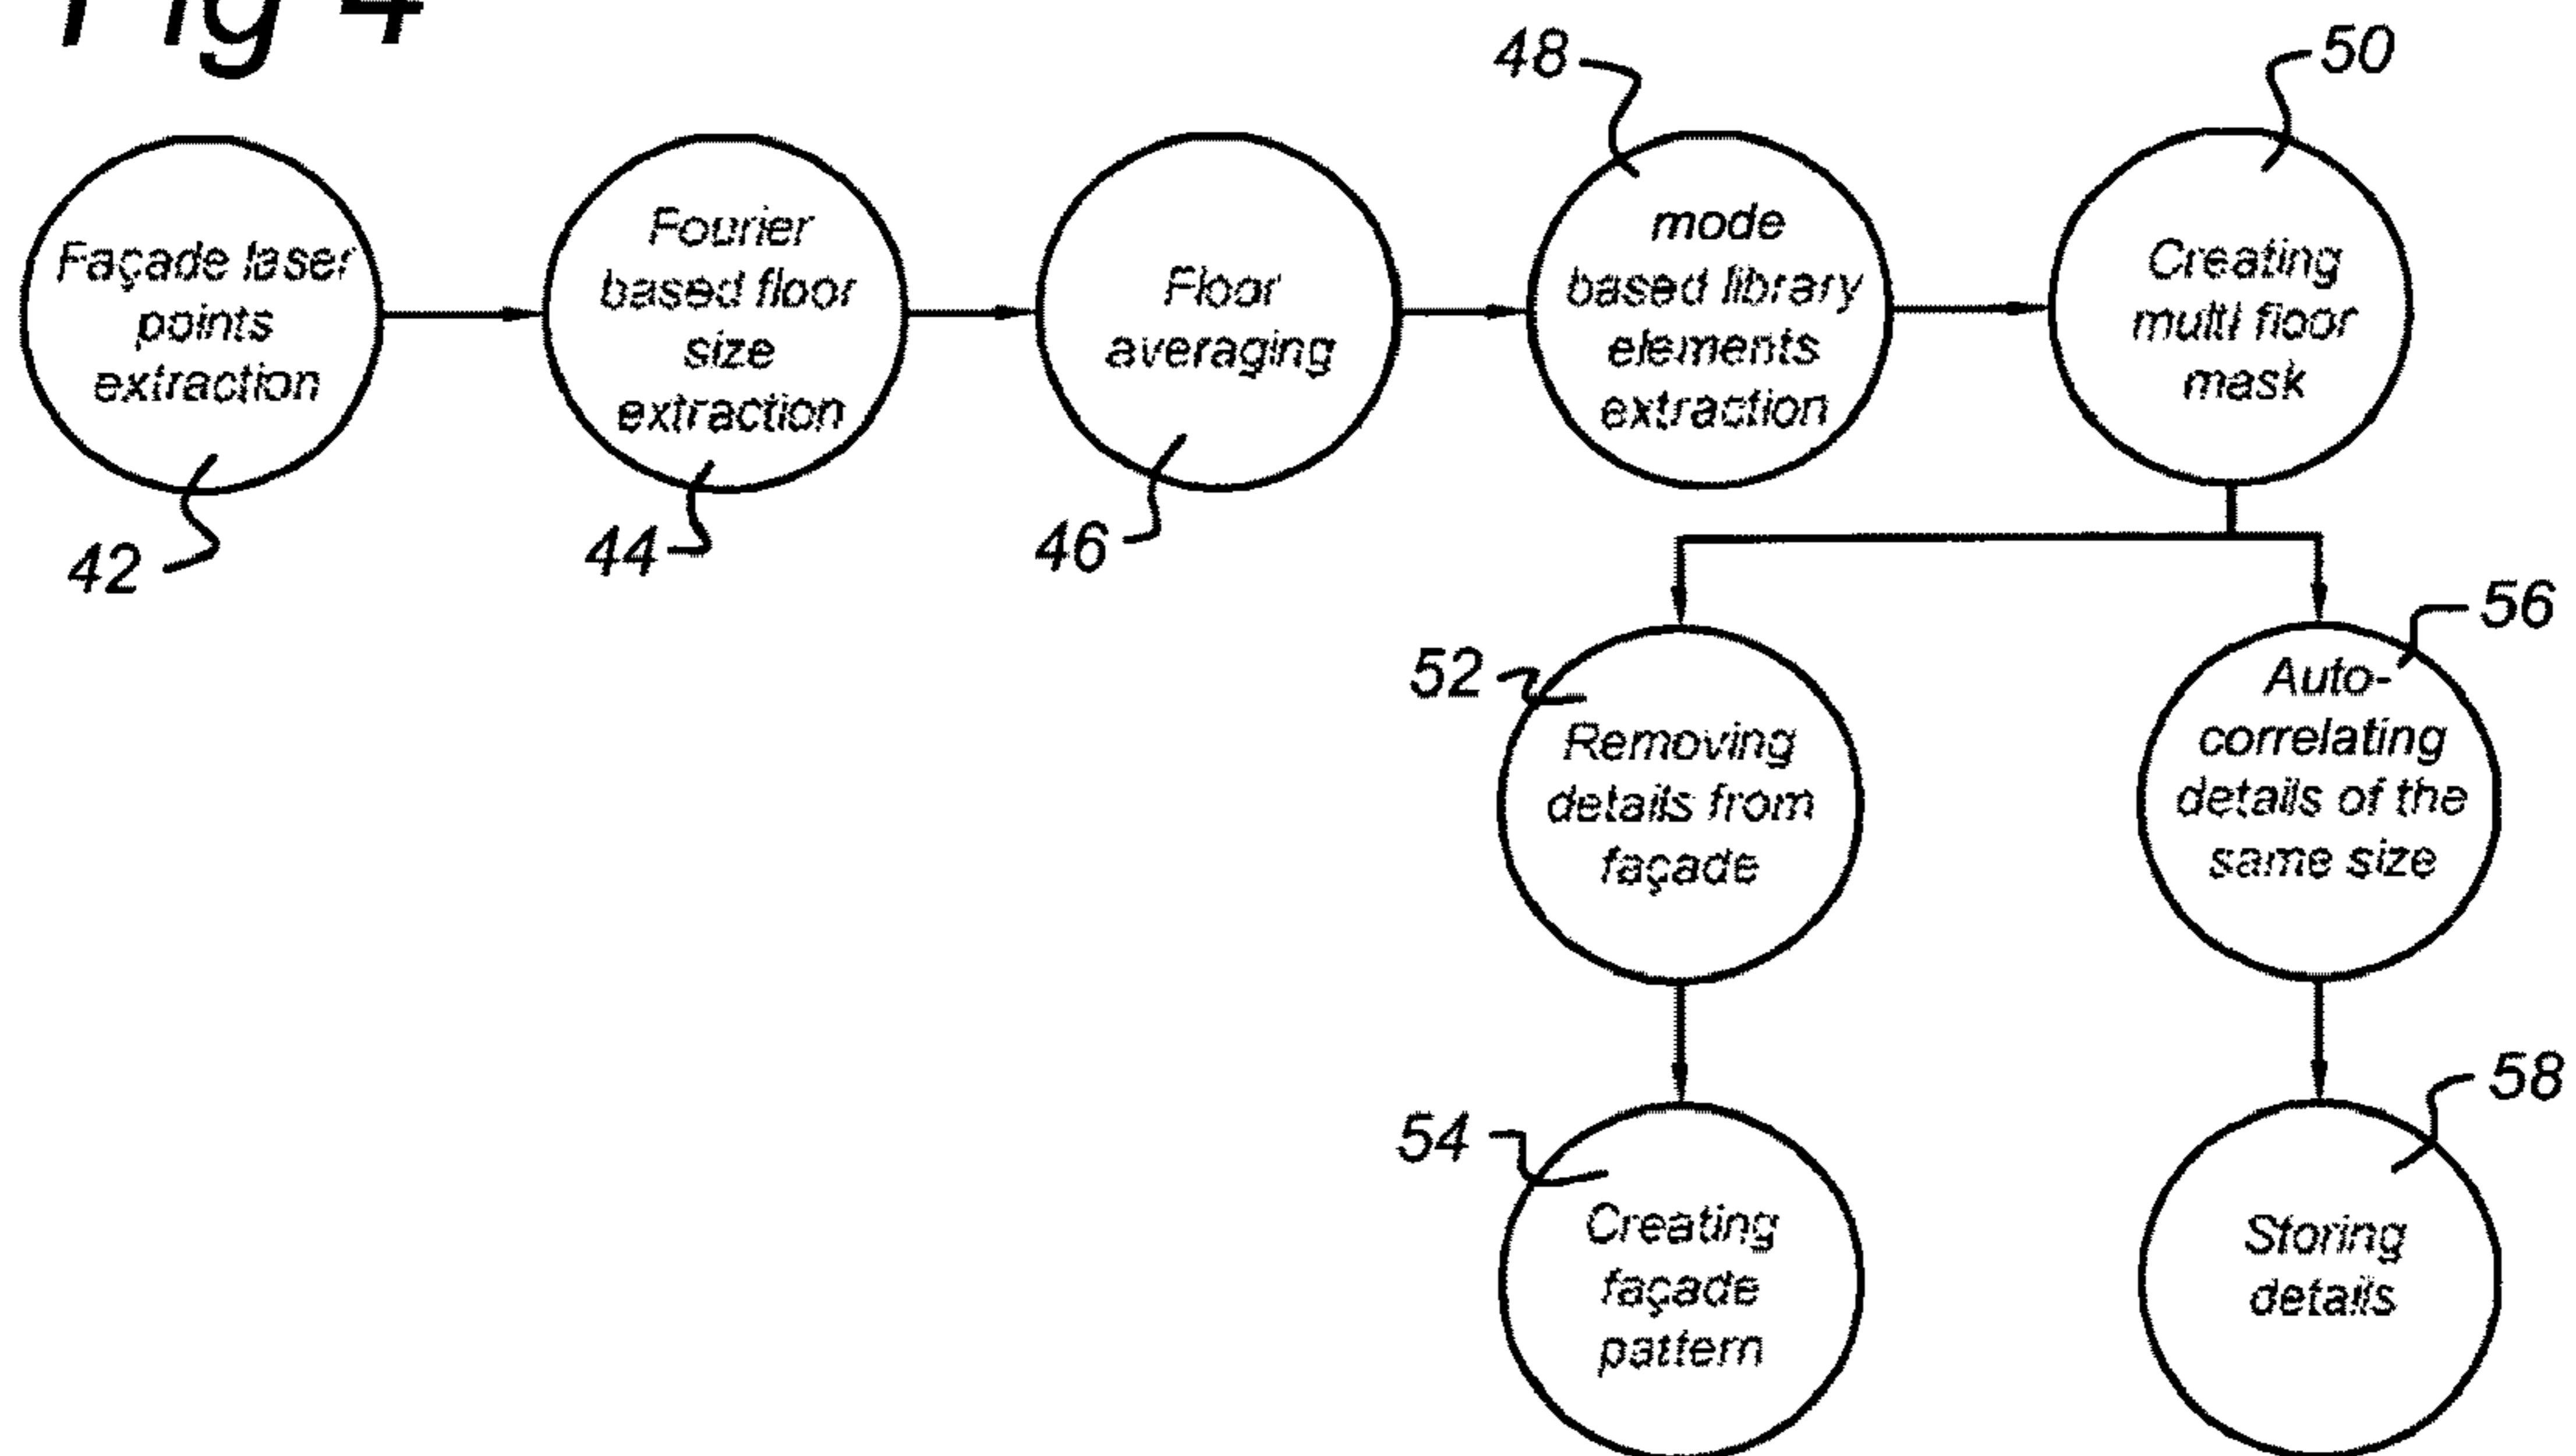 Fig 4
48
50
Façade laser
points
extraction
Fourier
based floor
size
extraction
Floor
averaging
mode
based library
elements
extraction
Creating
multi floor
mask
42
44
46
52
Removing
details from
façade
56
Auto-
correlating
details of the
same size
54
Creating
façade
pattern
58
Storing
details